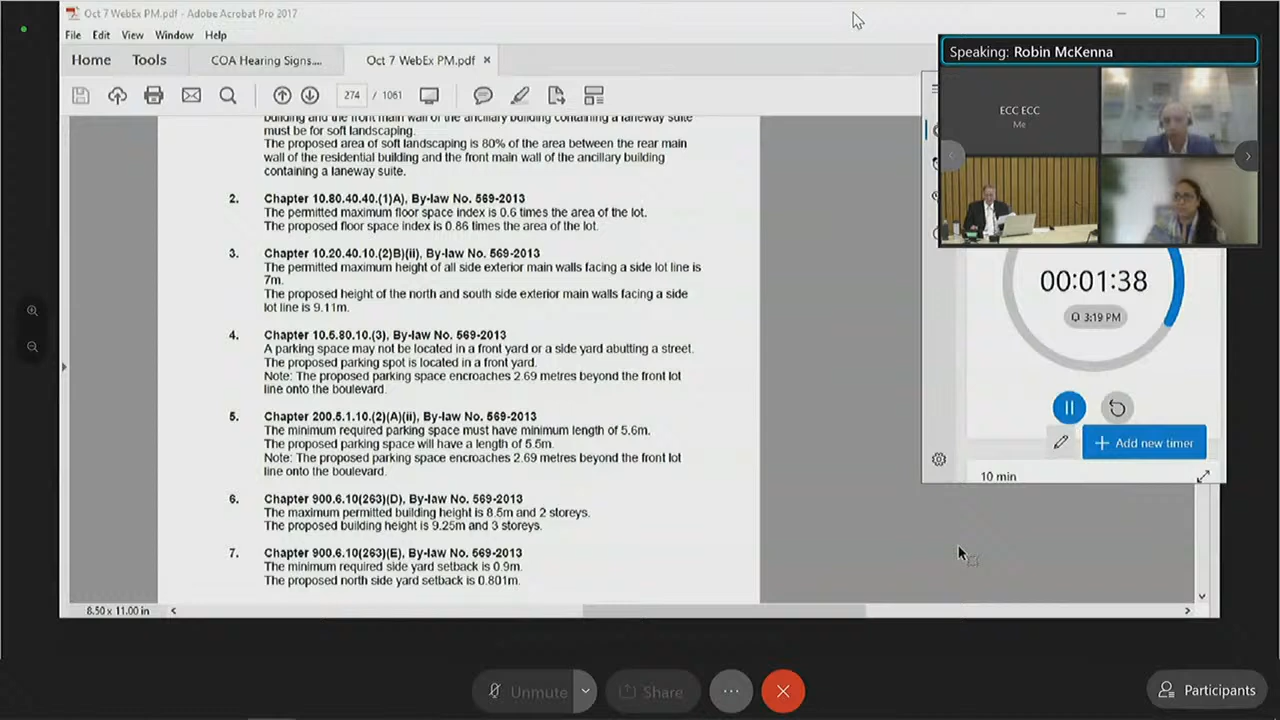 Oct 7 WebEx PM.pdf - Adobe Acrobat Pro 2017
File Edit View Window Help
Home Tools COA Hearing Signs.... Oct 7 WebEx PM.pdf ×
274 / 1061
building and the front main wall of the ancillary building containing a laneway suite
must be for soft landscaping.
The proposed area of soft landscaping is 80% of the area between the rear main
wall of the residential building and the front main wall of the ancillary building
containing a laneway suite.
2. Chapter 10.80.40.40.(1)A), By-law No. 569-2013
The permitted maximum floor space index is 0.6 times the area of the lot.
The proposed floor space index is 0.86 times the area of the lot.
3. Chapter 10.20.40.10.(2)B)(ii), By-law No. 569-2013
The permitted maximum height of all side exterior main walls facing a side lot line is
7m.
The proposed height of the north and south side exterior main walls facing a side
lot line is 9.11m.
4. Chapter 10.5.80.10.(3), By-law No. 569-2013
A parking space may not be located in a front yard or a side yard abutting a street.
The proposed parking spot is located in a front yard.
Note: The proposed parking space encroaches 2.69 metres beyond the front lot
line onto the boulevard.
5. Chapter 200.5.1.10.(2)(A)(ii), By-law No. 569-2013
The minimum required parking space must have minimum length of 5.6m.
The proposed parking space will have a length of 5.5m.
Note: The proposed parking space encroaches 2.69 metres beyond the front lot
line onto the boulevard.
6. Chapter 900.6.10(263)(D), By-law No. 569-2013
The maximum permitted building height is 8.5m and 2 storeys.
The proposed building height is 9.25m and 3 storeys.
7. Chapter 900.6.10(263)(E), By-law No. 569-2013
The minimum required side yard setback is 0.9m.
The proposed north side yard setback is 0.801m.
8.50 x 11.00 in
Speaking: Robin McKenna
ECC ECC
Me
00:01:38
3:19 PM
Add new timer
10 min
Unmute
Share
Participants